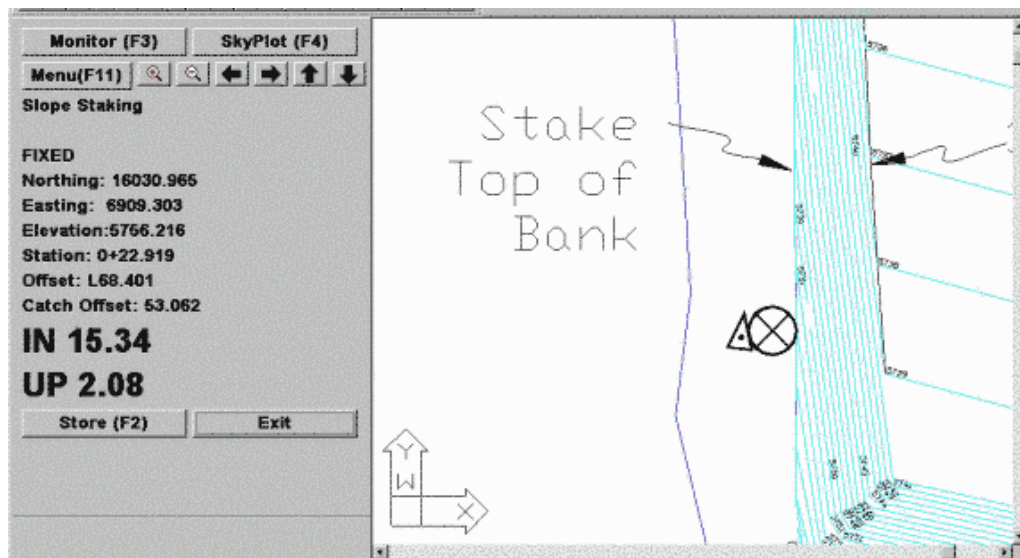 Monitor (F3) SkyPlot (F4)
Menu(F11)
Slope Staking
FIXED
Northing: 16030.965
Easting: 6909.303
Elevation:5756.216
Station: 0+22.919
Offset: L68.401
Catch Offset: 53.062
IN 15.34
UP 2.08
Store (F2) Exit
Stake
Top of
Bank
5729
Y
W
X